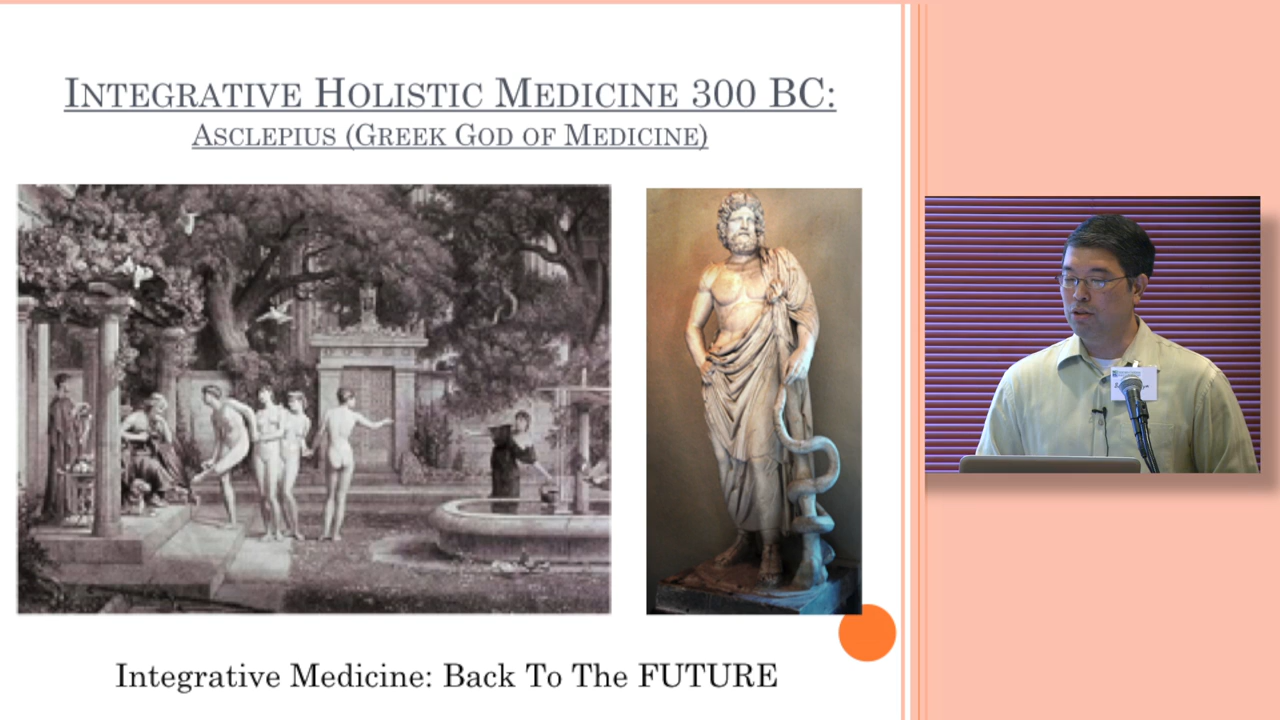 INTEGRATIVE HOLISTIC MEDICINE 300 BC:
ASCLEPIUS (GREEK GOD OF MEDICINE)
Integrative Medicine: Back To The FUTURE